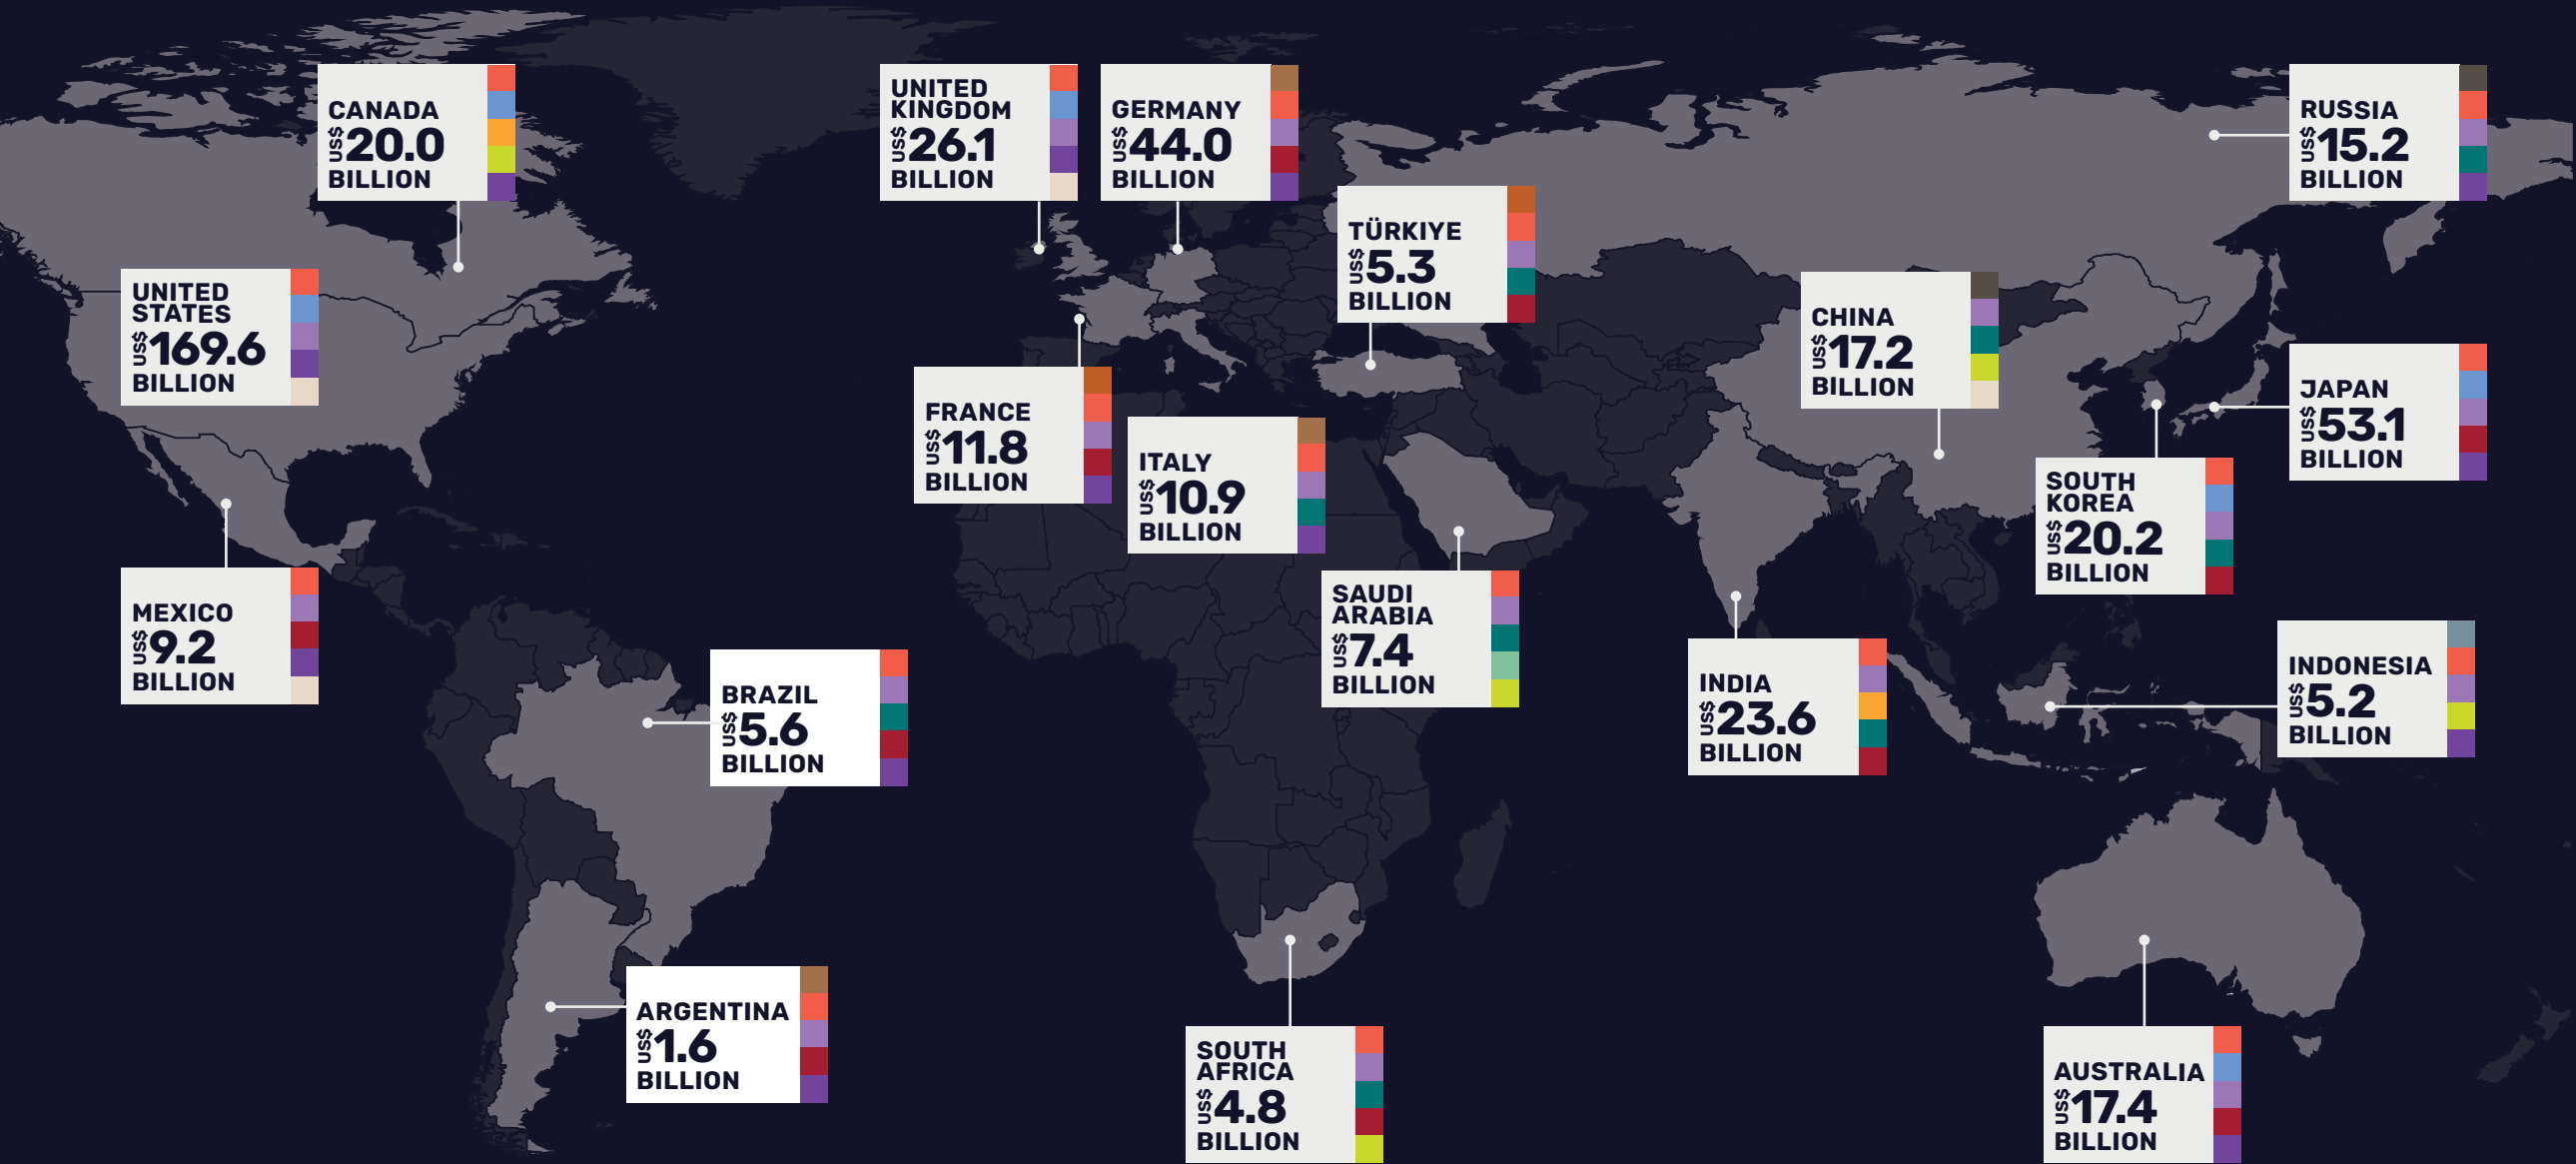 CANADA
US$20.0
BILLION
UNITED
KINGDOM
US$26.1
BILLION
GERMANY
US$44.0
BILLION
RUSSIA
US$15.2
BILLION
TÜRKIYE
US$5.3
BILLION
UNITED
STATES
US$169.6
BILLION
CHINA
US$17.2
BILLION
JAPAN
US$53.1
BILLION
FRANCE
US$11.8
BILLION
ITALY
US$10.9
BILLION
SOUTH
KOREA
US$20.2
BILLION
MEXICO
US$9.2
BILLION
SAUDI
ARABIA
US$7.4
BILLION
BRAZIL
US$5.6
BILLION
INDIA
US$23.6
BILLION
INDONESIA
US$5.2
BILLION
ARGENTINA
US$1.6
BILLION
SOUTH
AFRICA
US$4.8
BILLION
AUSTRALIA
US$17.4
BILLION